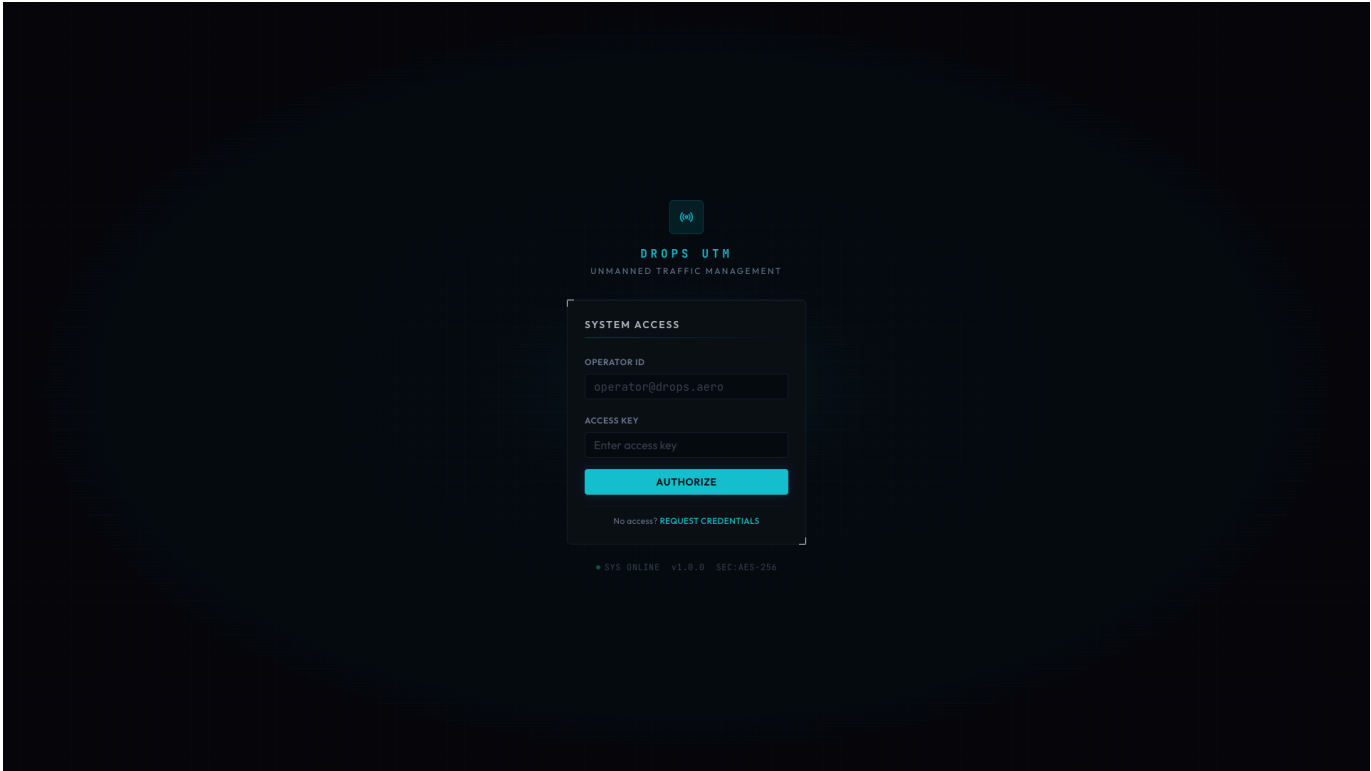 DROPS UTM
UNMANNED TRAFFIC MANAGEMENT
SYSTEM ACCESS
OPERATOR ID
operator@drops.aero
ACCESS KEY
Enter access key
AUTHORIZE
No access? REQUEST CREDENTIALS
SYS ONLINE v1.0.0 SEC:AES-256